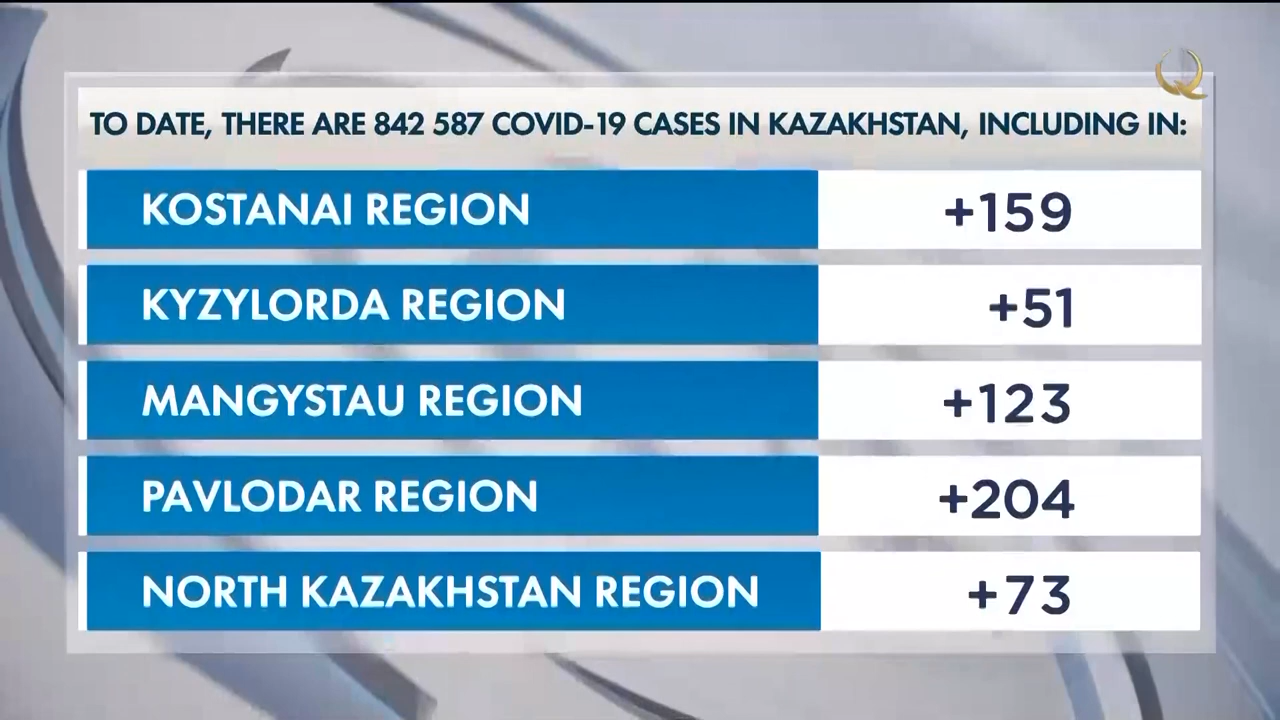 TO DATE, THERE ARE 842 587 COVID-19 CASES IN KAZAKHSTAN, INCLUDING IN:
KOSTANAI REGION +159
KYZYLORDA REGION +51
MANGYSTAU REGION +123
PAVLODAR REGION +204
NORTH KAZAKHSTAN REGION +73